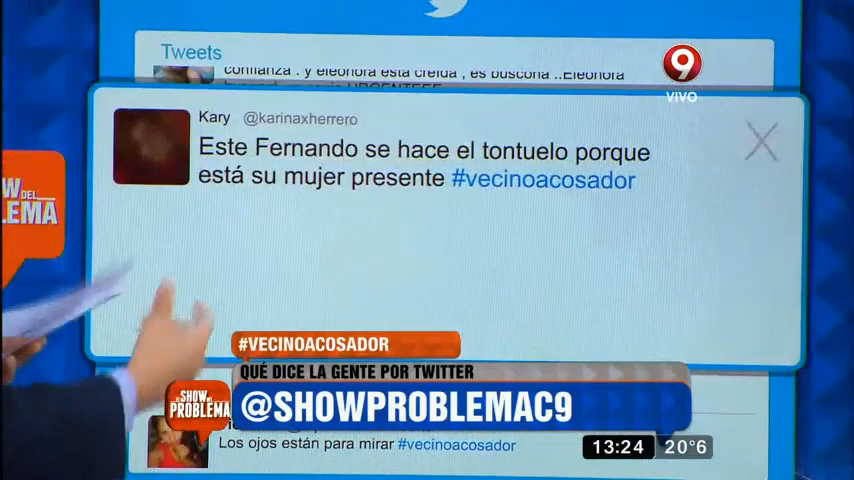 Tweets
confianza . y eleonora esta creida , es buscona ..Eleonora
9
VIVO
Kary @karinaxherrero
Este Fernando se hace el tontuelo porque
está su mujer presente #vecinoacosador
W DEL
LEMA
#VECINOACOSADOR
QUÉ DICE LA GENTE POR TWITTER
EL SHOW DEL
PROBLEMA
@SHOWPROBLEMAC9
Los ojos están para mirar #vecinoacosador
13:24 20°6